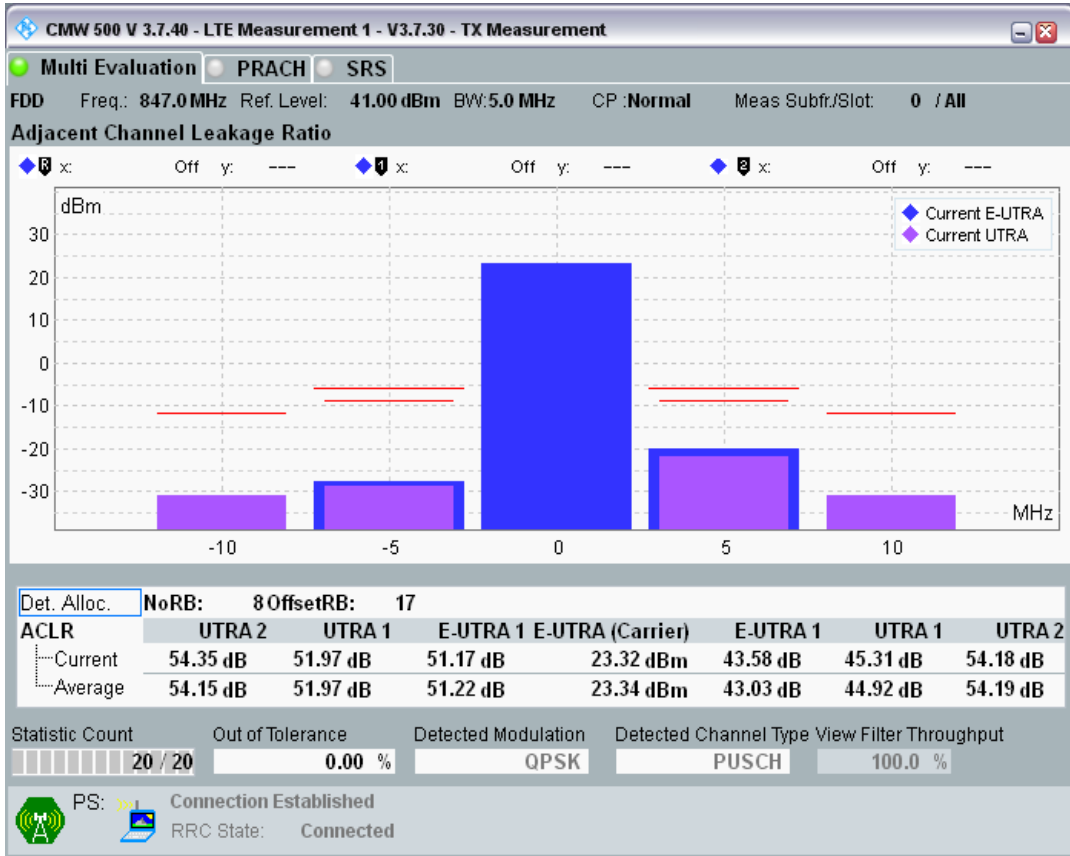 CMW 500 V 3.7.40 - LTE Measurement 1 - V3.7.30 - TX Measurement
Multi Evaluation PRACH SRS
FDD Freq.: 847.0 MHz Ref. Level: 41.00 dBm BW: 5.0 MHz CP :Normal Meas Subfr./Slot: 0 / All
Adjacent Channel Leakage Ratio
R x: Off y: --- 1 x: Off y: --- 2 x: Off y: ---
dBm
Current E-UTRA
Current UTRA
30
20
10
0
-10
-20
-30
MHz
-10 -5 0 5 10
Det. Alloc. NoRB: 8 OffsetRB: 17
ACLR UTRA 2 UTRA 1 E-UTRA 1 E-UTRA (Carrier) E-UTRA 1 UTRA 1 UTRA 2
Current 54.35 dB 51.97 dB 51.17 dB 23.32 dBm 43.58 dB 45.31 dB 54.18 dB
Average 54.15 dB 51.97 dB 51.22 dB 23.34 dBm 43.03 dB 44.92 dB 54.19 dB
Statistic Count Out of Tolerance Detected Modulation Detected Channel Type View Filter Throughput
20 / 20 0.00 % QPSK PUSCH 100.0 %
PS: Connection Established
RRC State: Connected